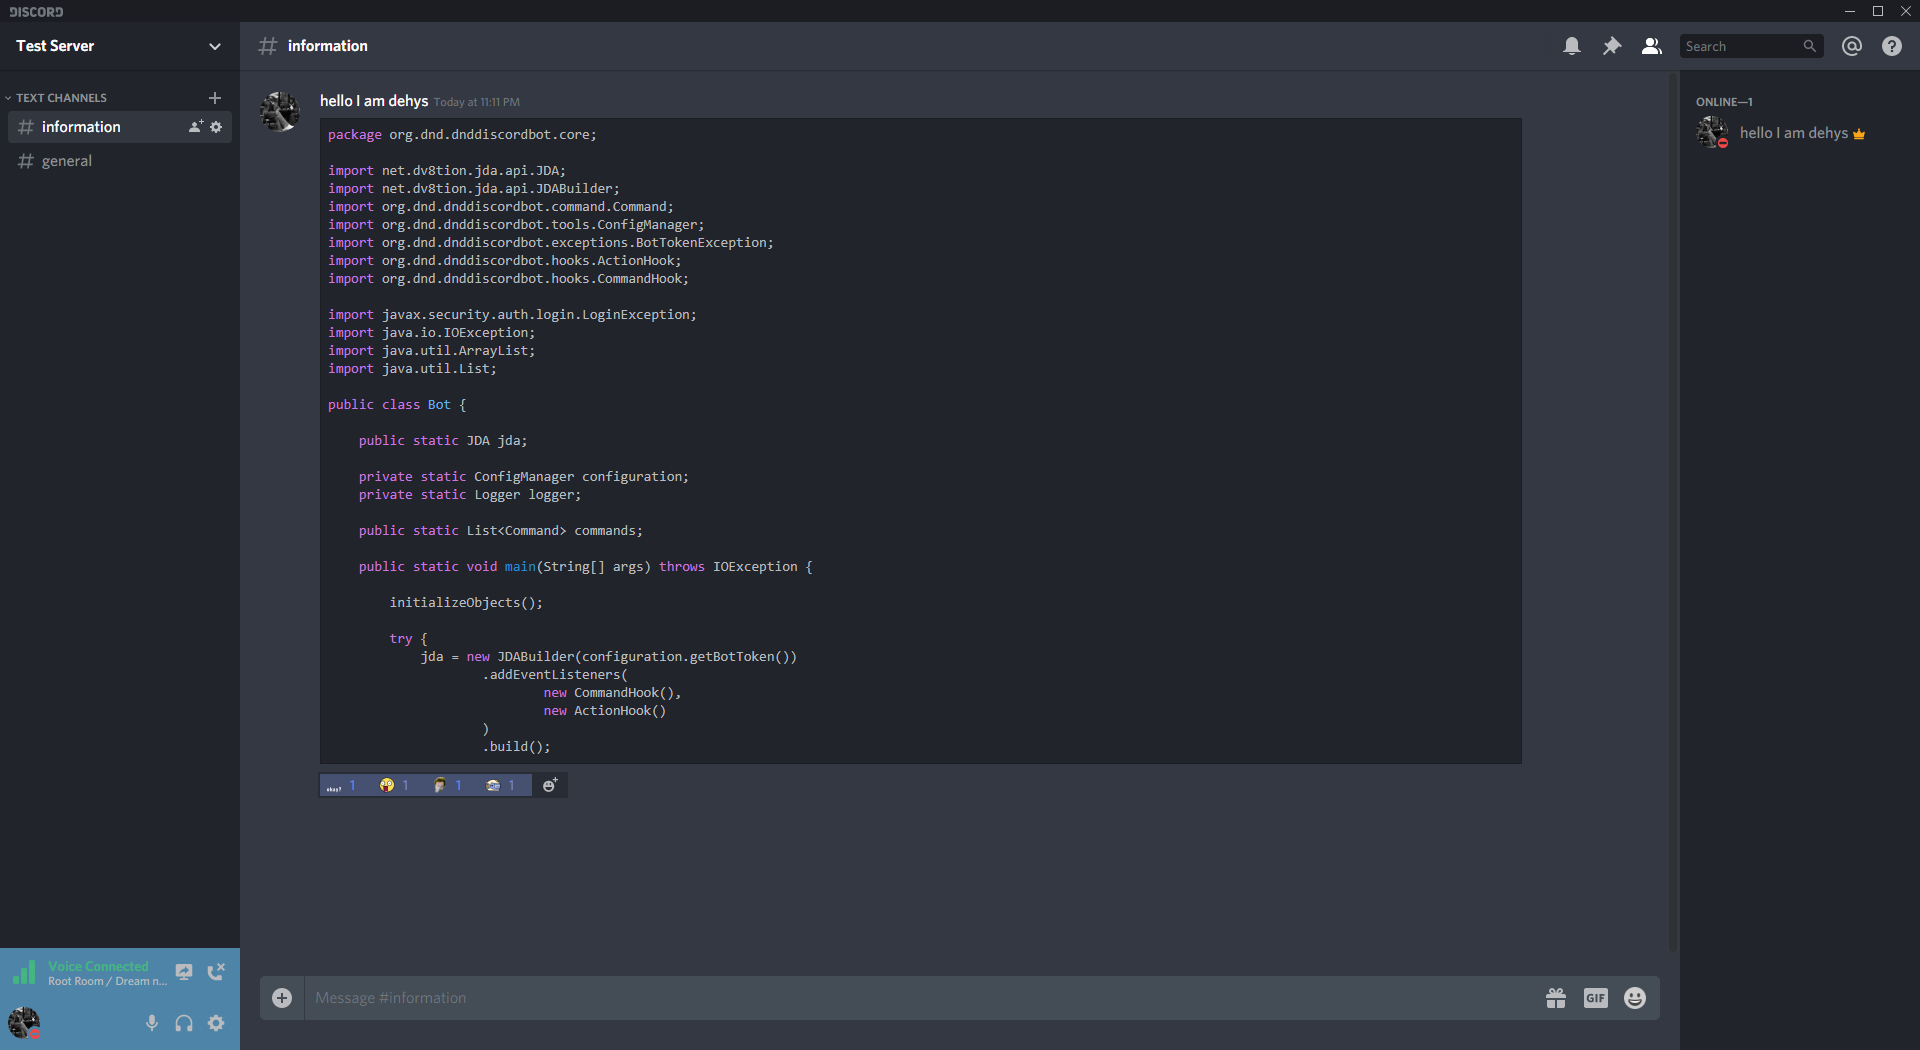 DISCORD
Test Server
# information
Search
TEXT CHANNELS
# information
# general
hello I am dehys Today at 11:11 PM
package org.dnd.dnddiscordbot.core;
import net.dv8tion.jda.api.JDA;
import net.dv8tion.jda.api.JDABuilder;
import org.dnd.dnddiscordbot.command.Command;
import org.dnd.dnddiscordbot.tools.ConfigManager;
import org.dnd.dnddiscordbot.exceptions.BotTokenException;
import org.dnd.dnddiscordbot.hooks.ActionHook;
import org.dnd.dnddiscordbot.hooks.CommandHook;
import javax.security.auth.login.LoginException;
import java.io.IOException;
import java.util.ArrayList;
import java.util.List;
public class Bot {
public static JDA jda;
private static ConfigManager configuration;
private static Logger logger;
public static List<Command> commands;
public static void main(String[] args) throws IOException {
initializeObjects();
try {
jda = new JDABuilder(configuration.getBotToken())
.addEventListeners(
new CommandHook(),
new ActionHook()
)
.build();
okay? 1 1 1 1
ONLINE—1
hello I am dehys
Voice Connected
Root Room / Dream n...
Message #information
GIF